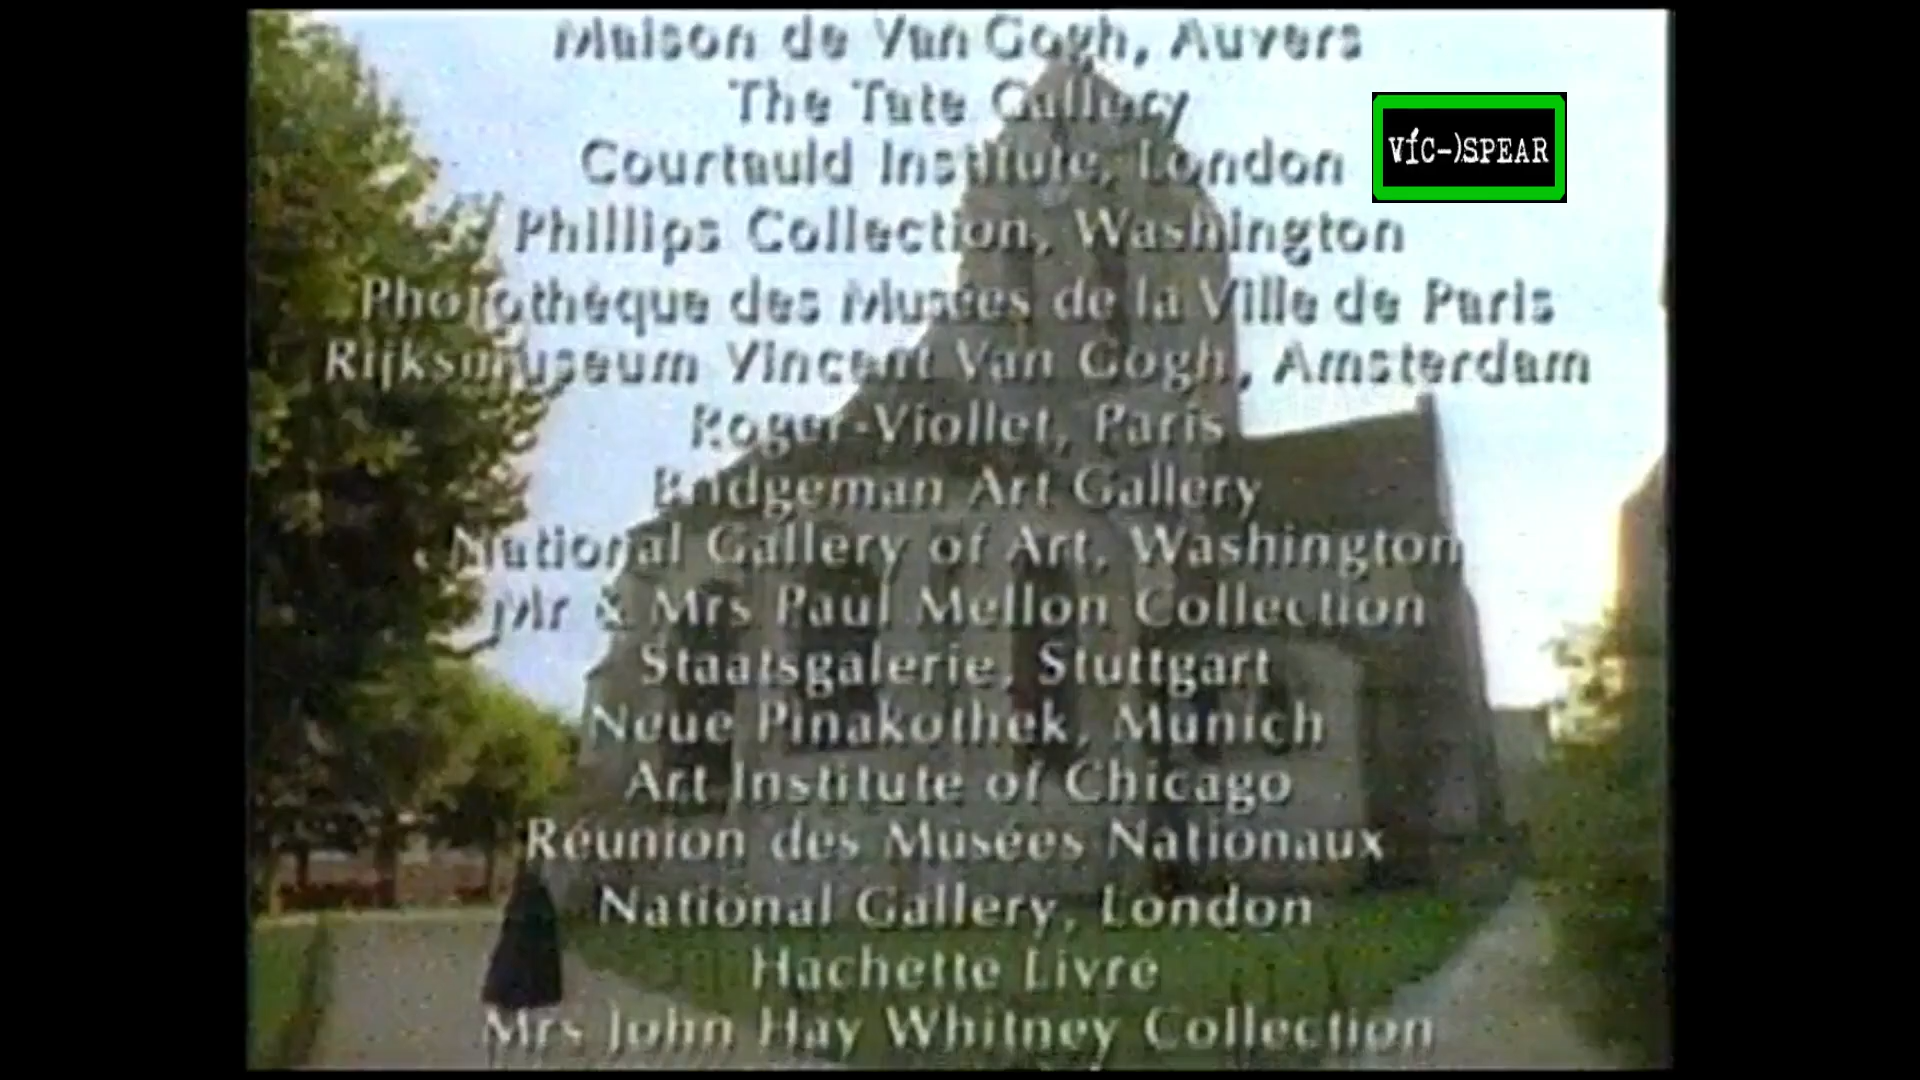 Maison de Van Gogh, Auvers
The Tate Gallery
Courtauld Institute, London
Phillips Collection, Washington
Photothèque des Musées de la Ville de Paris
Rijksmuseum Vincent Van Gogh, Amsterdam
Roger-Viollet, Paris
Bridgeman Art Gallery
National Gallery of Art, Washington
Mr & Mrs Paul Mellon Collection
Staatsgalerie, Stuttgart
Neue Pinakothek, Munich
Art Institute of Chicago
Réunion des Musées Nationaux
National Gallery, London
Hachette Livre
Mrs John Hay Whitney Collection
VíC-)SPEAR